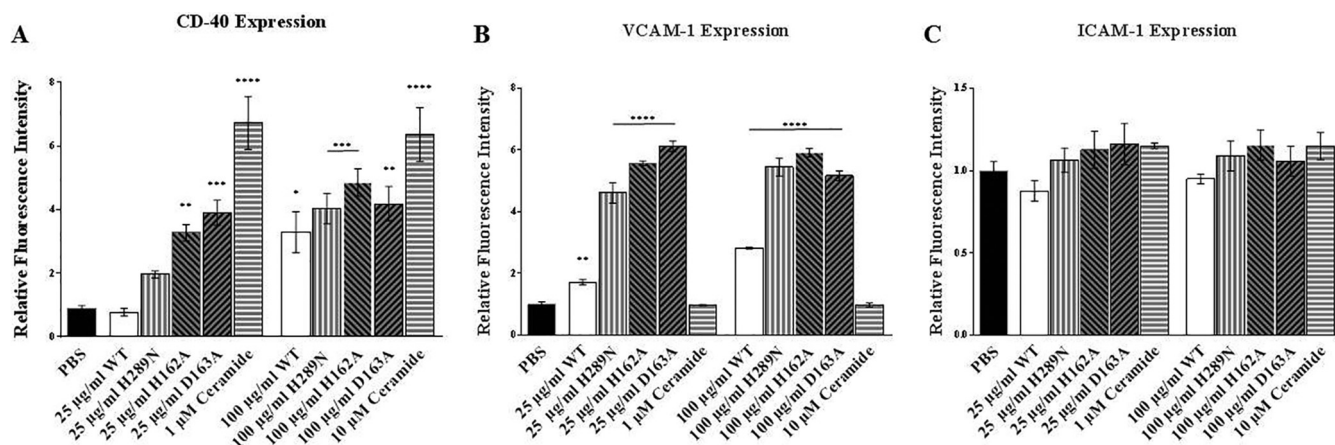 A
CD-40 Expression
Relative Fluorescence Intensity
8
6
4
2
0
**
***
****
*
***
**
****
PBS
25 µg/ml WT
25 µg/ml H289N
25 µg/ml H162A
25 µg/ml D163A
1 µM Ceramide
100 µg/ml WT
100 µg/ml H289N
100 µg/ml H162A
100 µg/ml D163A
10 µM Ceramide
B
VCAM-1 Expression
Relative Fluorescence Intensity
8
6
4
2
0
**
****
****
PBS
25 µg/ml WT
25 µg/ml H289N
25 µg/ml H162A
25 µg/ml D163A
1 µM Ceramide
100 µg/ml WT
100 µg/ml H289N
100 µg/ml H162A
100 µg/ml D163A
10 µM Ceramide
C
ICAM-1 Expression
Relative Fluorescence Intensity
1.5
1.0
0.5
0.0
PBS
25 µg/ml WT
25 µg/ml H289N
25 µg/ml H162A
25 µg/ml D163A
1 µM Ceramide
100 µg/ml WT
100 µg/ml H289N
100 µg/ml H162A
100 µg/ml D163A
10 µM Ceramide